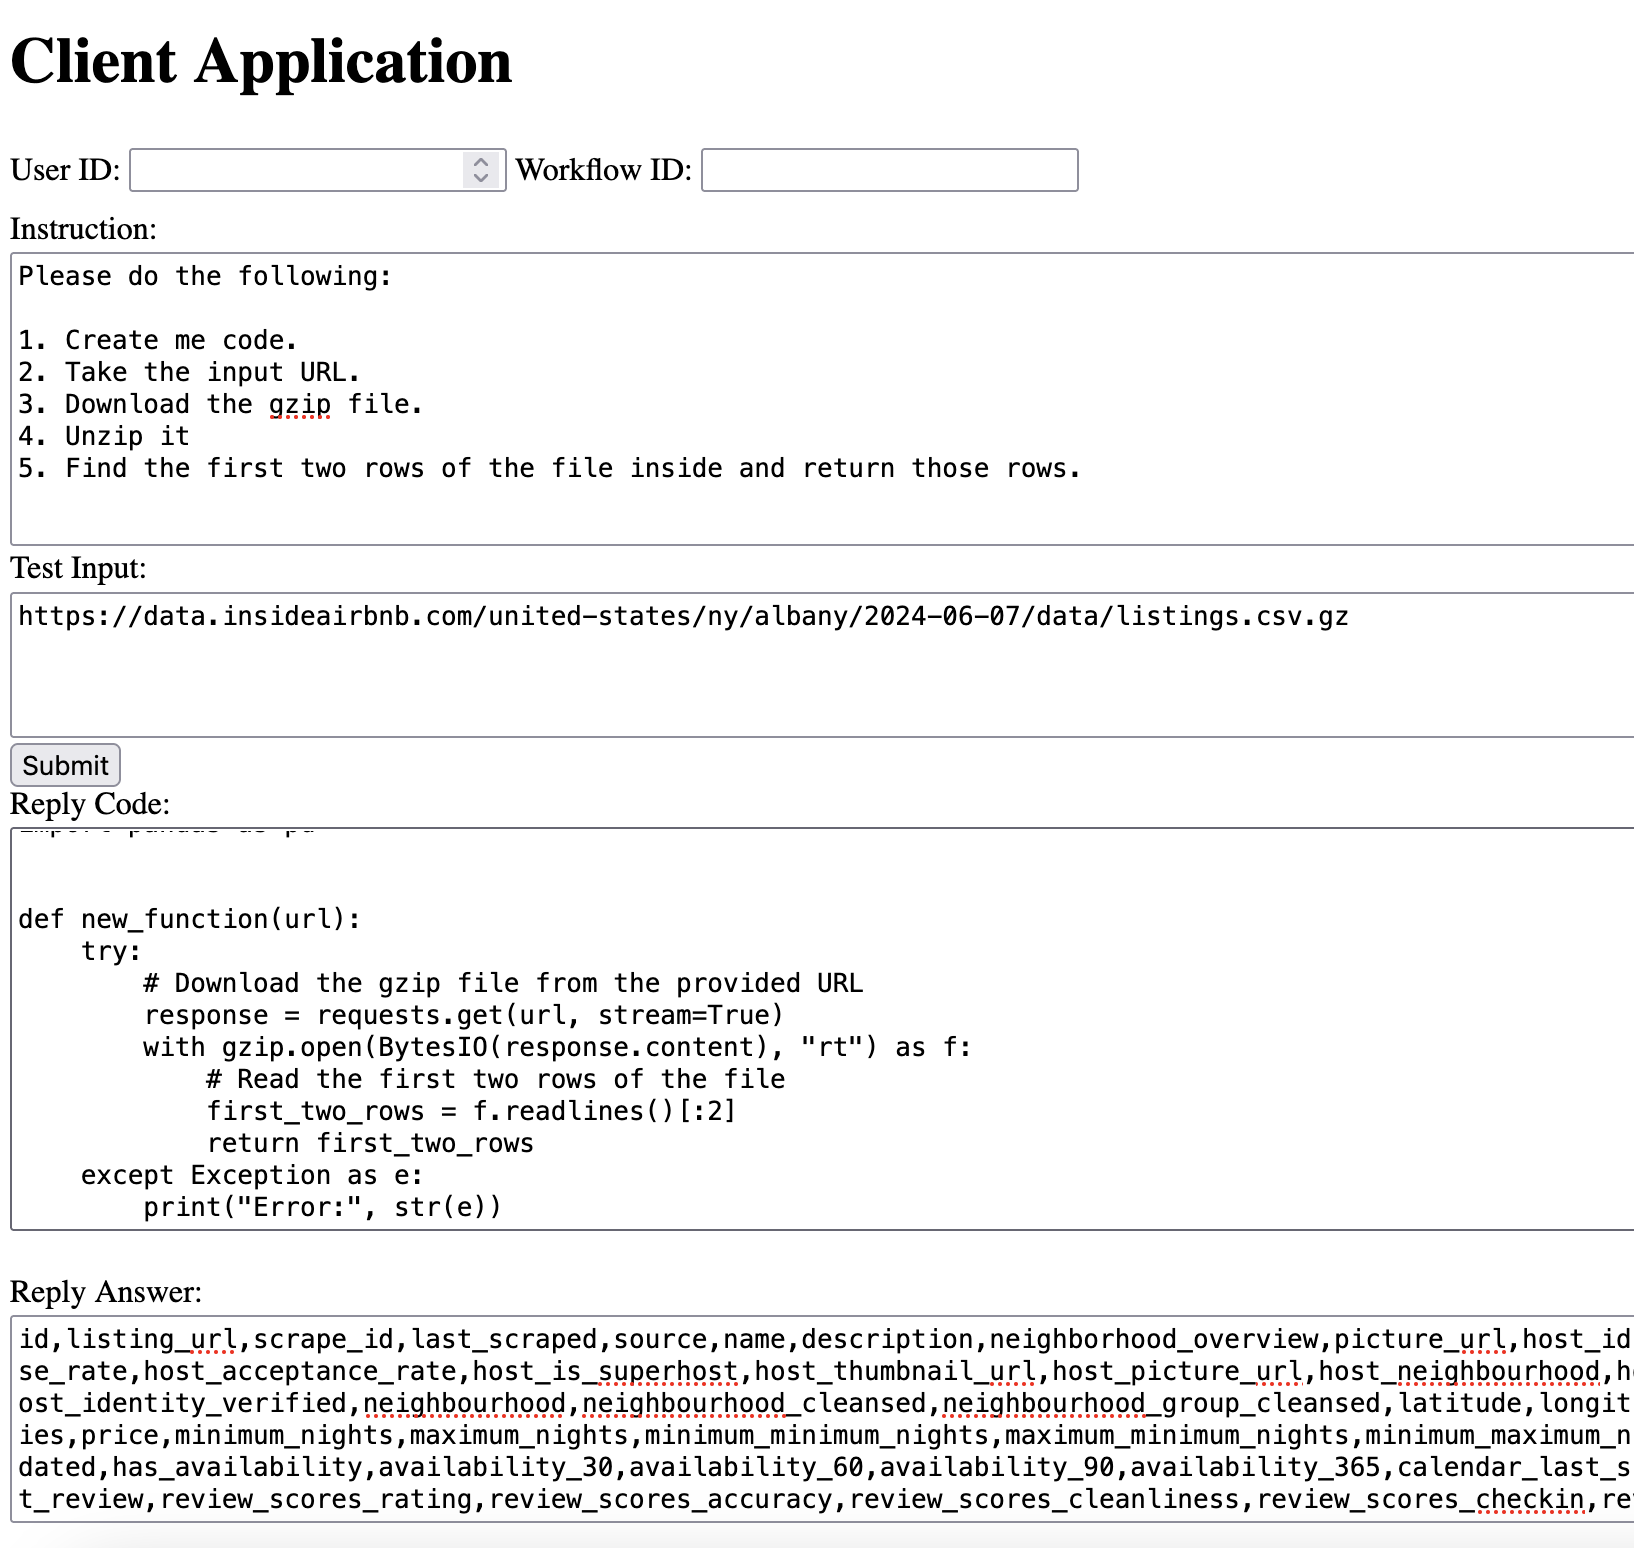 Client Application
User ID: Workflow ID:
Instruction:
Please do the following:
1. Create me code.
2. Take the input URL.
3. Download the gzip file.
4. Unzip it
5. Find the first two rows of the file inside and return those rows.
Test Input:
https://data.insideairbnb.com/united-states/ny/albany/2024-06-07/data/listings.csv.gz
Submit
Reply Code:
import pandas as pd
def new_function(url):
    try:
        # Download the gzip file from the provided URL
        response = requests.get(url, stream=True)
        with gzip.open(BytesIO(response.content), "rt") as f:
            # Read the first two rows of the file
            first_two_rows = f.readlines()[:2]
            return first_two_rows
    except Exception as e:
        print("Error:", str(e))
Reply Answer:
id,listing_url,scrape_id,last_scraped,source,name,description,neighborhood_overview,picture_url,host_id
se_rate,host_acceptance_rate,host_is_superhost,host_thumbnail_url,host_picture_url,host_neighbourhood,h
ost_identity_verified,neighbourhood,neighbourhood_cleansed,neighbourhood_group_cleansed,latitude,longit
ies,price,minimum_nights,maximum_nights,minimum_minimum_nights,maximum_minimum_nights,minimum_maximum_n
dated,has_availability,availability_30,availability_60,availability_90,availability_365,calendar_last_s
t_review,review_scores_rating,review_scores_accuracy,review_scores_cleanliness,review_scores_checkin,re